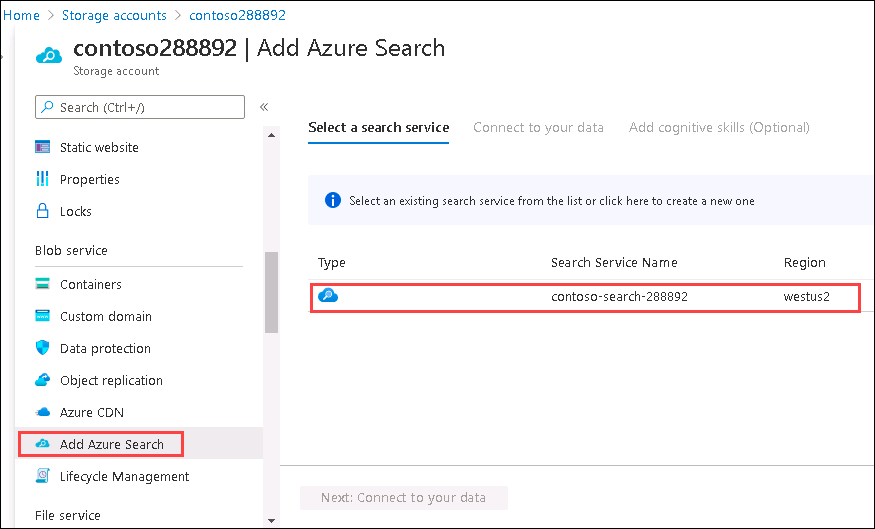 Home > Storage accounts > contoso288892
contoso288892 | Add Azure Search
Storage account
Search (Ctrl+/)
«
Static website
Properties
Locks
Blob service
Containers
Custom domain
Data protection
Object replication
Azure CDN
Add Azure Search
Lifecycle Management
File service
Select a search service Connect to your data Add cognitive skills (Optional)
Select an existing search service from the list or click here to create a new one
Type Search Service Name Region
contoso-search-288892 westus2
Next: Connect to your data